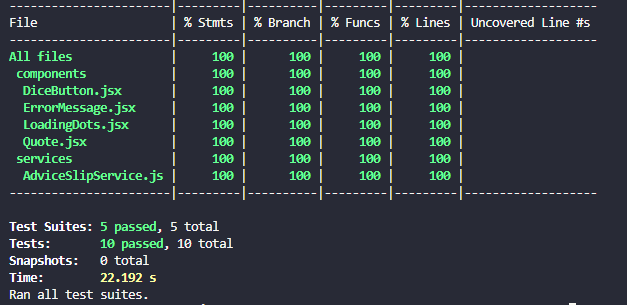 -----------------------|---------|----------|---------|---------|-------------------
File                   | % Stmts | % Branch | % Funcs | % Lines | Uncovered Line #s
-----------------------|---------|----------|---------|---------|-------------------
All files              |     100 |      100 |     100 |     100 |
 components            |     100 |      100 |     100 |     100 |
  DiceButton.jsx       |     100 |      100 |     100 |     100 |
  ErrorMessage.jsx     |     100 |      100 |     100 |     100 |
  LoadingDots.jsx      |     100 |      100 |     100 |     100 |
  Quote.jsx            |     100 |      100 |     100 |     100 |
 services              |     100 |      100 |     100 |     100 |
  AdviceSlipService.js |     100 |      100 |     100 |     100 |
-----------------------|---------|----------|---------|---------|-------------------
Test Suites: 5 passed, 5 total
Tests:       10 passed, 10 total
Snapshots:   0 total
Time:        22.192 s
Ran all test suites.